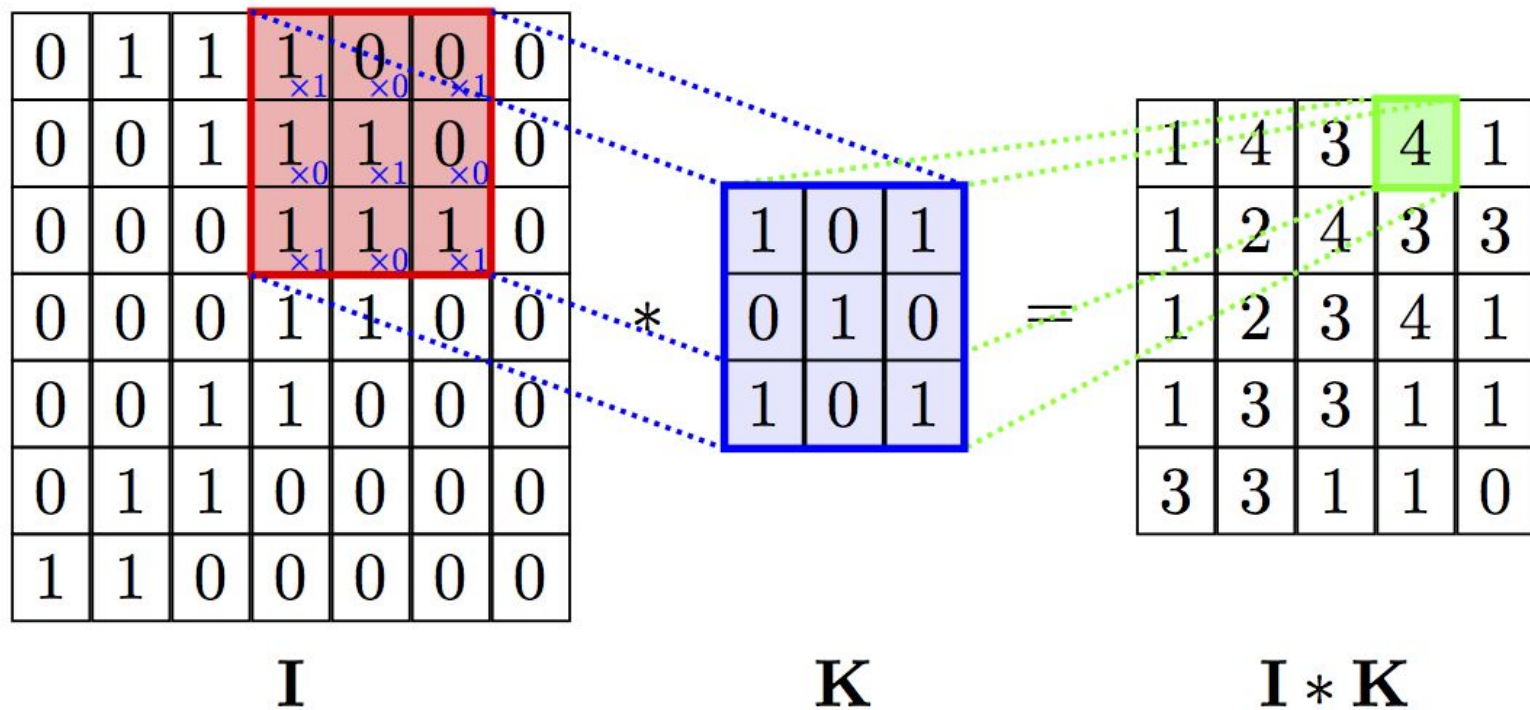 0 1 1 1 0 0 0
×1 ×0 ×1
0 0 1 1 1 0 0
×0 ×1 ×0
0 0 0 1 1 1 0
×1 ×0 ×1
0 0 0 1 1 0 0
0 0 1 1 0 0 0
0 1 1 0 0 0 0
1 1 0 0 0 0 0
I
*
1 0 1
0 1 0
1 0 1
K
=
1 4 3 4 1
1 2 4 3 3
1 2 3 4 1
1 3 3 1 1
3 3 1 1 0
I * K